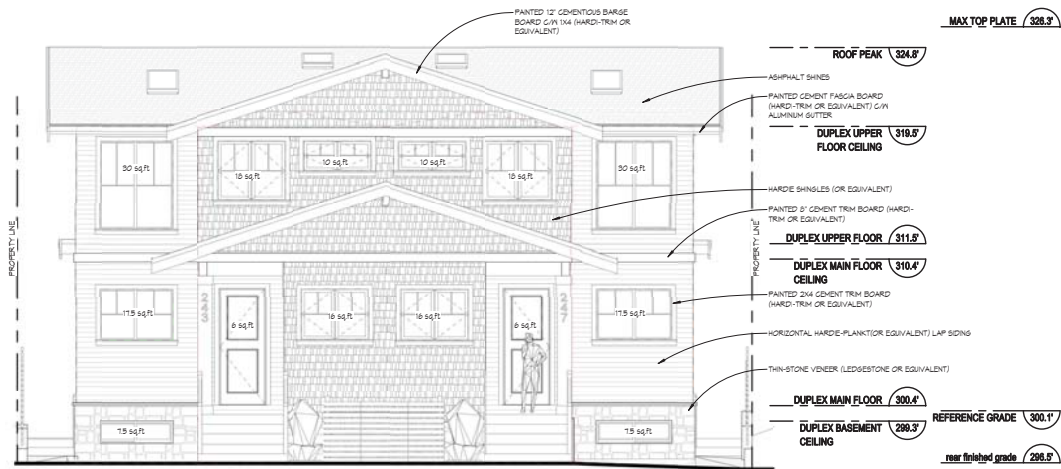 PAINTED 12" CEMENTIOUS BARGE
BOARD C/W 1X4 (HARDI-TRIM OR
EQUIVALENT)
MAX TOP PLATE 326.3'
ROOF PEAK 324.8'
ASHPHALT SHINES
PAINTED CEMENT FASCIA BOARD
(HARDI-TRIM OR EQUIVALENT) C/W
ALUMINUM GUTTER
DUPLEX UPPER 319.5'
FLOOR CEILING
30 sq.ft
18 sq.ft
10 sq.ft
10 sq.ft
18 sq.ft
30 sq.ft
HARDIE SHINGLES (OR EQUIVALENT)
PAINTED 8" CEMENT TRIM BOARD (HARDI-
TRIM OR EQUIVALENT)
PROPERTY LINE
PROPERTY LINE
DUPLEX UPPER FLOOR 311.5'
DUPLEX MAIN FLOOR 310.4'
CEILING
PAINTED 2X4 CEMENT TRIM BOARD
(HARDI-TRIM OR EQUIVALENT)
17.5 sq.ft
6 sq.ft
16 sq.ft
16 sq.ft
6 sq.ft
17.5 sq.ft
HORIZONTAL HARDIE-PLANKT(OR EQUIVALENT) LAP SIDING
THIN-STONE VENEER (LEDGESTONE OR EQUIVALENT)
DUPLEX MAIN FLOOR 300.4'
REFERENCE GRADE 300.1'
DUPLEX BASEMENT 299.3'
CEILING
7.5 sq.ft
7.5 sq.ft
rear finished grade 296.5'